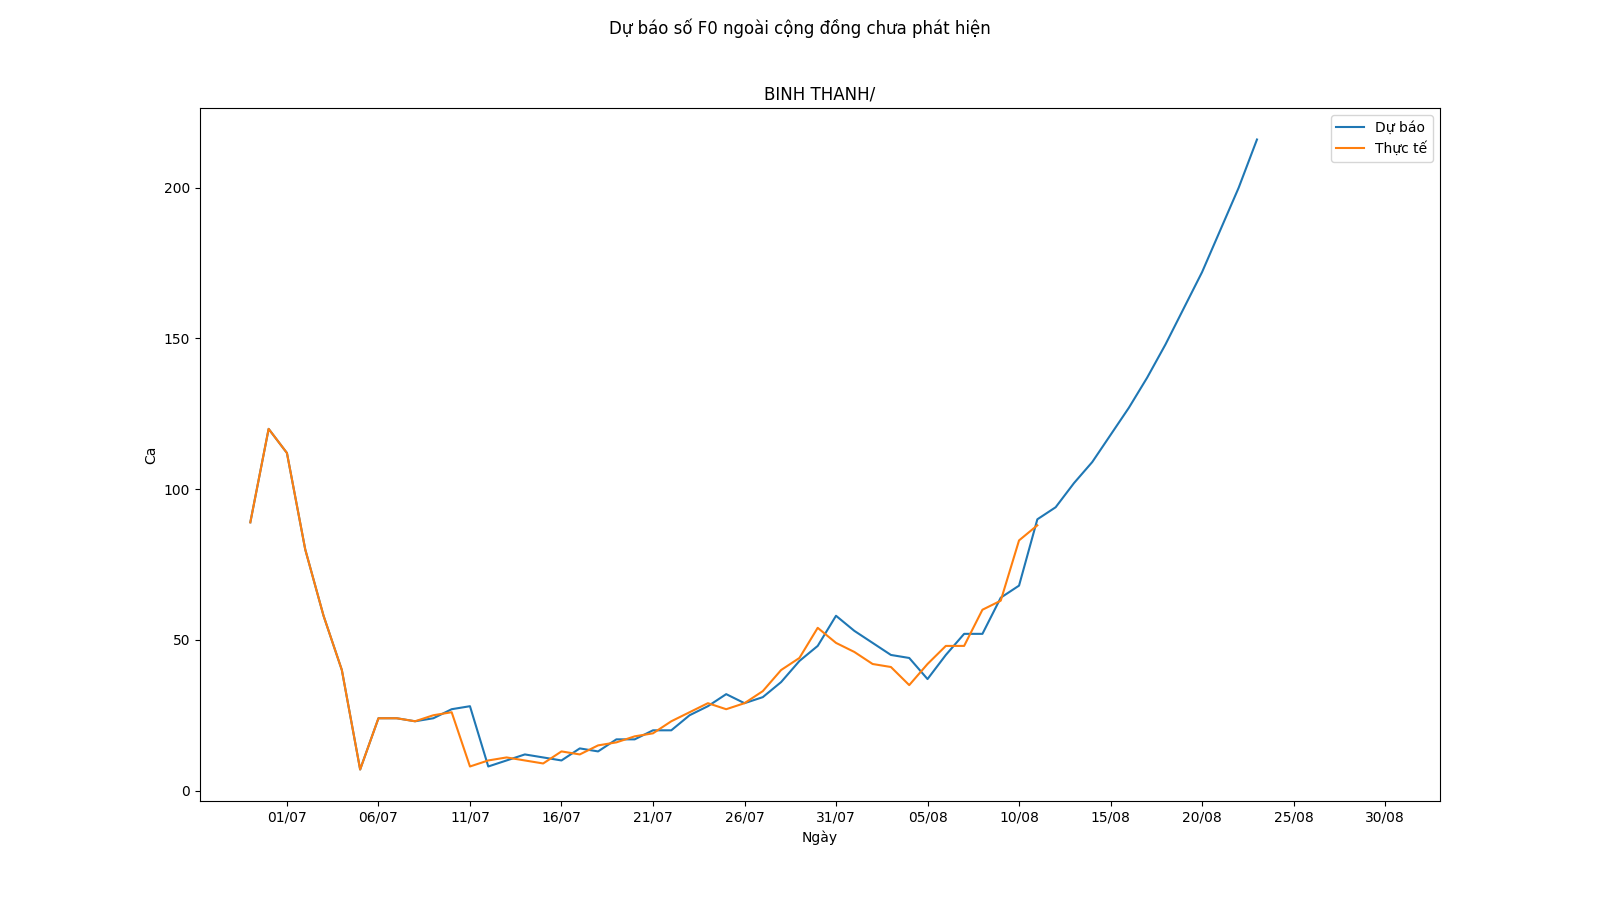 Dự báo số F0 ngoài cộng đồng chưa phát hiện
BINH THANH/
Dự báo
Thực tế
200
150
100
50
0
Ca
01/07 06/07 11/07 16/07 21/07 26/07 31/07 05/08 10/08 15/08 20/08 25/08 30/08
Ngày